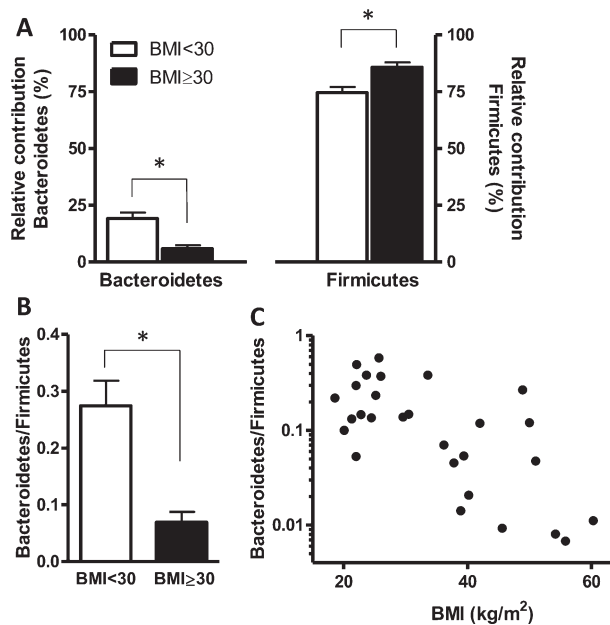 A
BMI<30
BMI≥30
Relative contribution
Bacteroidetes (%)
100
75
50
25
0
*
Bacteroidetes
*
100
75
50
25
0
Relative contribution
Firmicutes (%)
Firmicutes
B
Bacteroidetes/Firmicutes
0.4
0.3
0.2
0.1
0.0
*
BMI<30
BMI≥30
C
Bacteroidetes/Firmicutes
1
0.1
0.01
20
40
60
BMI (kg/m²)